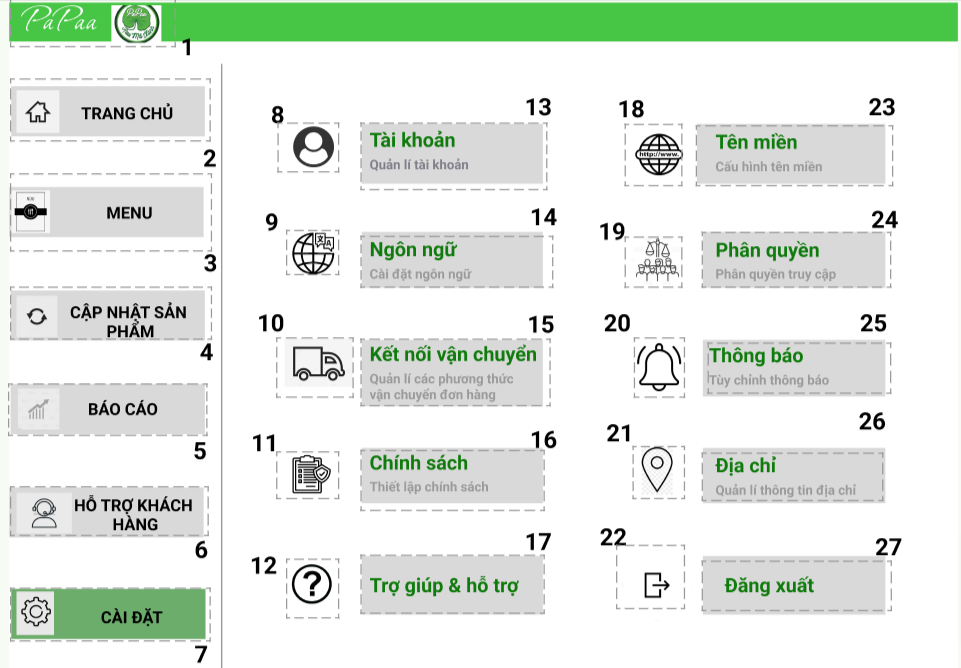 PaPaa
PaPaa
1
TRANG CHỦ
2
MENU
3
CẬP NHẬT SẢN
PHẨM
4
BÁO CÁO
5
HỖ TRỢ KHÁCH
HÀNG
6
CÀI ĐẶT
7
8
13
Tài khoản
Quản lí tài khoản
9
14
Ngôn ngữ
Cài đặt ngôn ngữ
文
A
10
15
Kết nối vận chuyển
Quản lí các phương thức
vận chuyển đơn hàng
11
16
Chính sách
Thiết lập chính sách
12
17
?
Trợ giúp & hỗ trợ
18
23
http://www.
Tên miền
Cấu hình tên miền
19
24
Phân quyền
Phân quyền truy cập
20
25
Thông báo
Tùy chỉnh thông báo
21
26
Địa chỉ
Quản lí thông tin địa chỉ
22
27
Đăng xuất